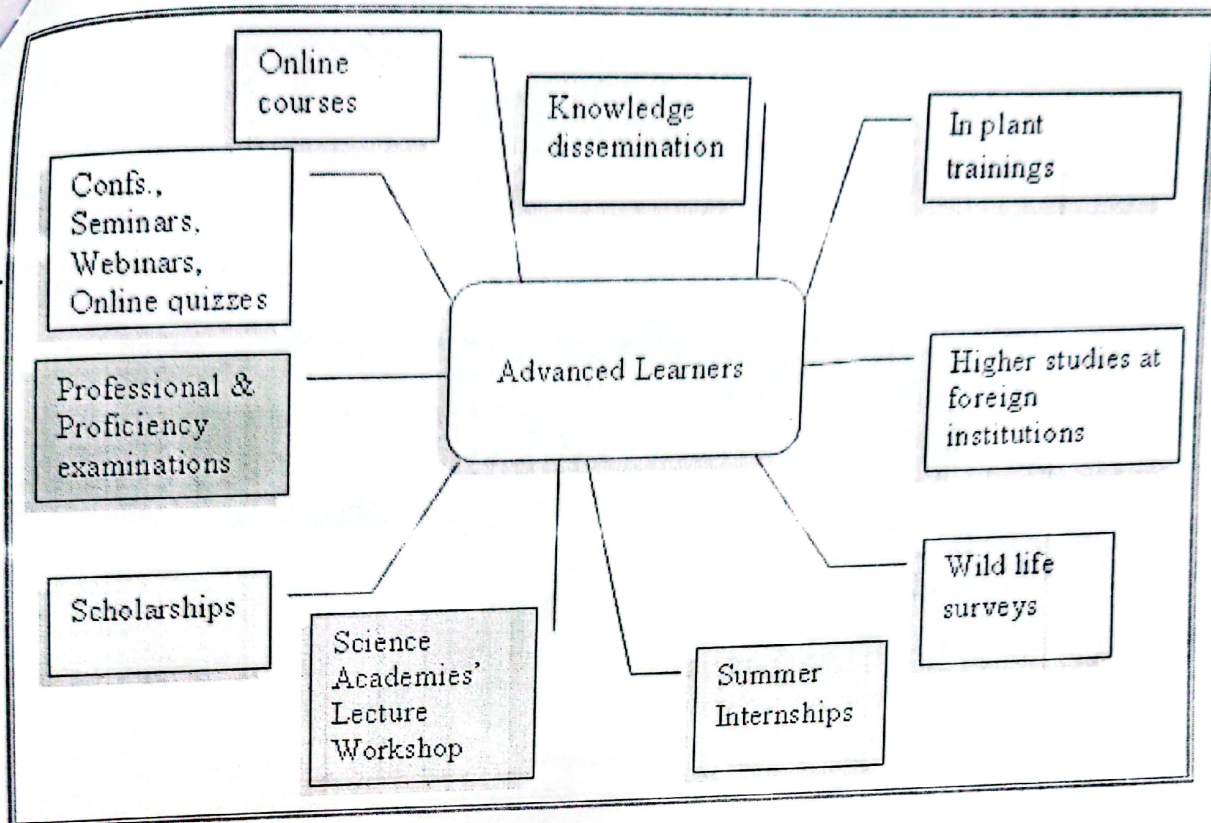 Online
courses
Knowledge
dissemination
In plant
trainings
Confs.,
Seminars,
Webinars,
Online quizzes
Advanced Learners
Higher studies at
foreign
institutions
Professional &
Proficiency
examinations
Wild life
surveys
Scholarships
Science
Academies'
Lecture
Workshop
Summer
Internships